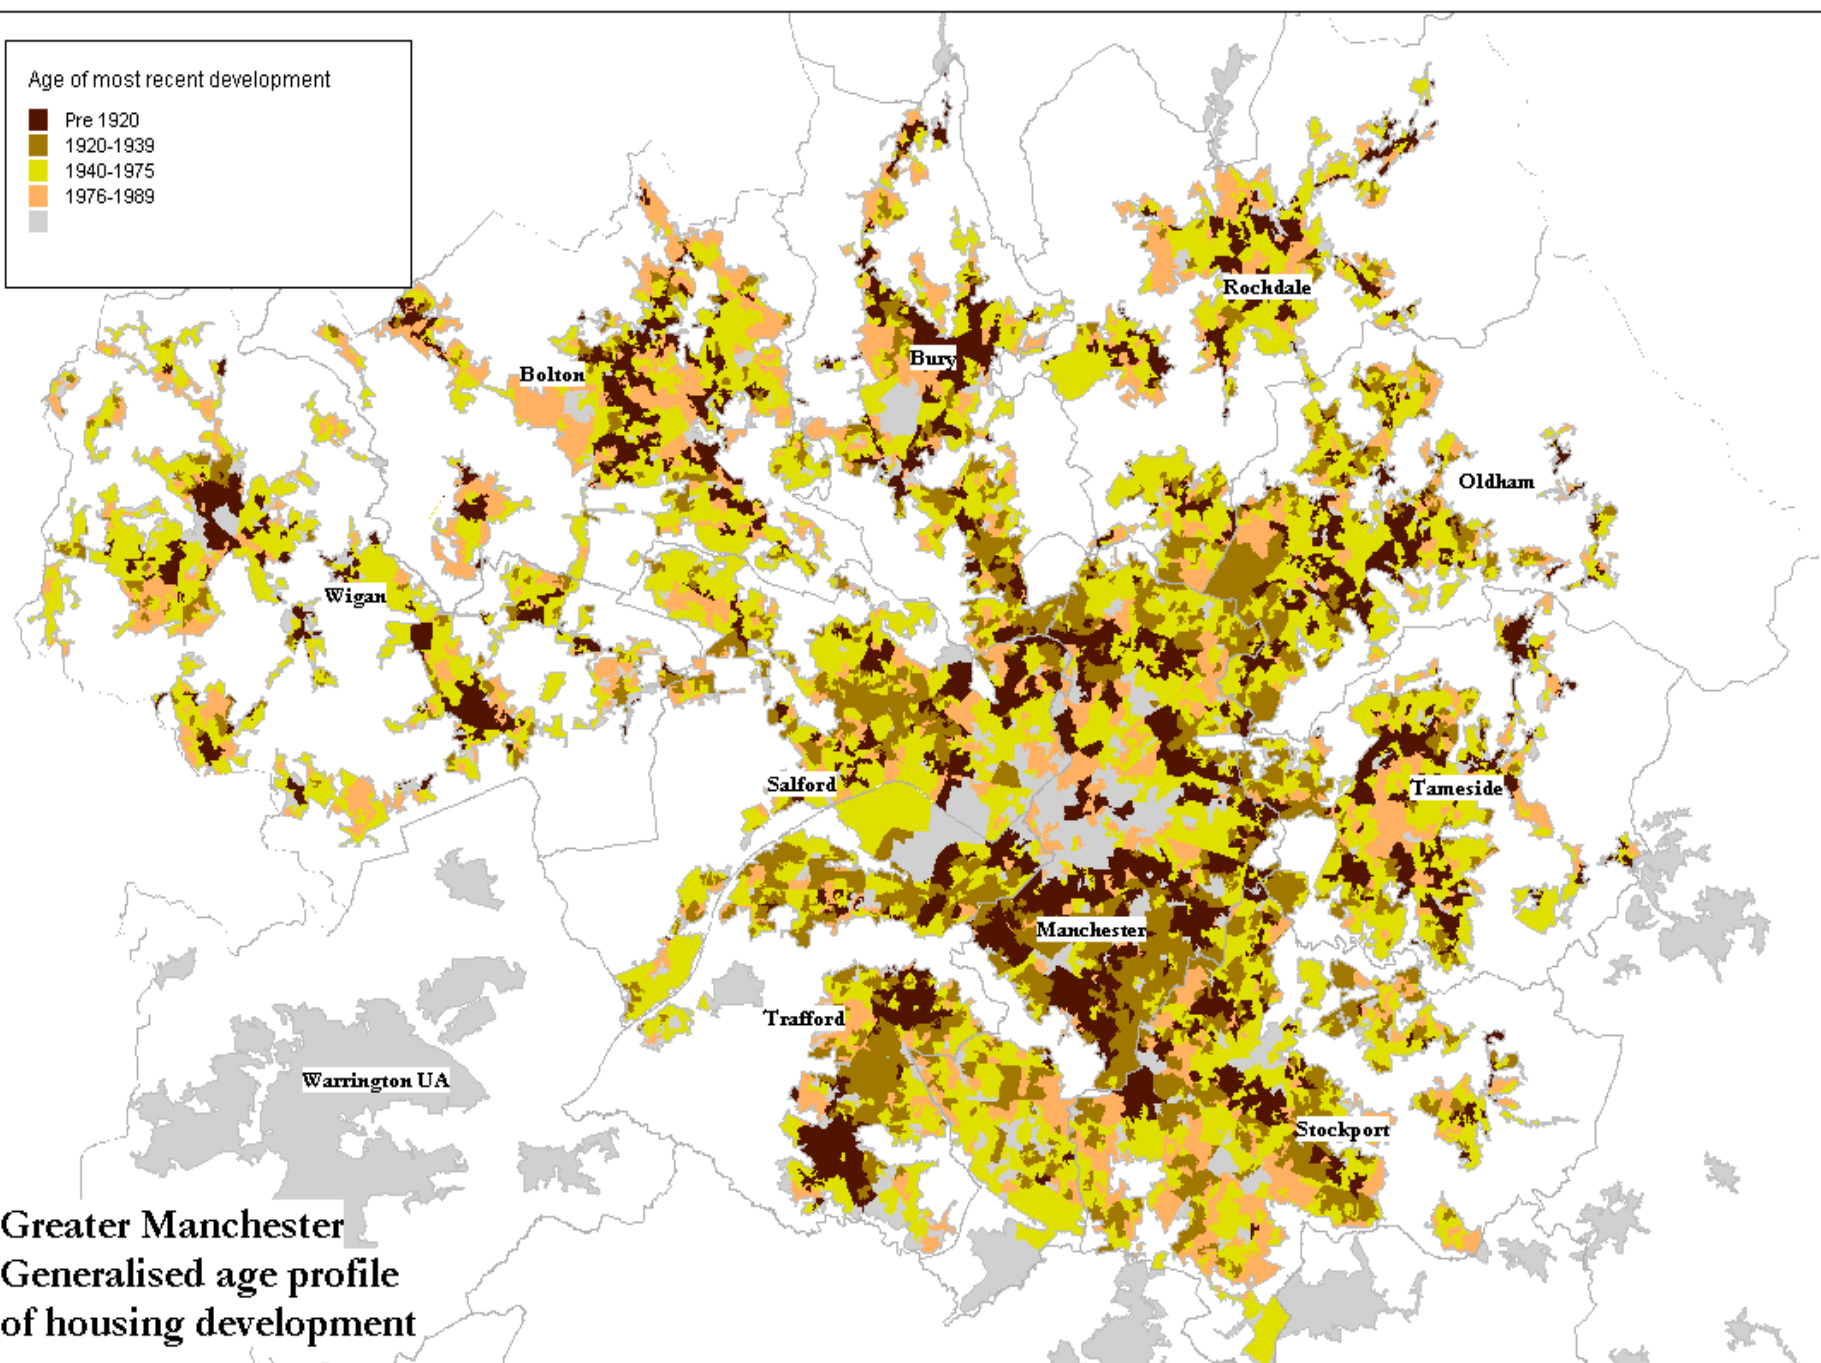 Age of most recent development
Pre 1920
1920-1939
1940-1975
1976-1989
Rochdale
Bury
Bolton
Oldham
Wigan
Salford
Tameside
Manchester
Trafford
Warrington UA
Stockport
Greater Manchester
Generalised age profile
of housing development